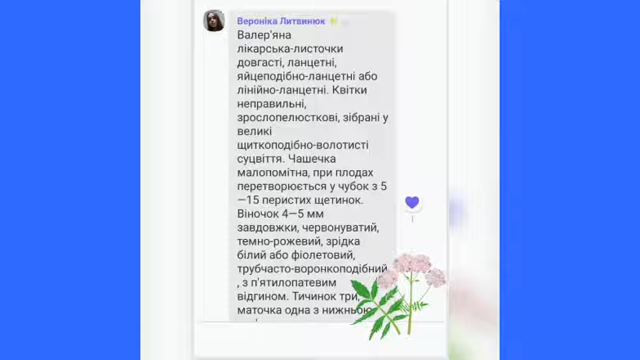 Вероніка Литвинюк
Валер'яна
лікарська-листочки
довгасті, ланцетні,
яйцеподібно-ланцетні або
лінійно-ланцетні. Квітки
неправильні,
зрослопелюсткові, зібрані у
великі
щиткоподібно-волотисті
суцвіття. Чашечка
малопомітна, при плодах
перетворюється у чубок з 5
—15 перистих щетинок.
Віночок 4—5 мм
завдовжки, червонуватий,
темно-рожевий, зрідка
білий або фіолетовий,
трубчасто-воронкоподібний
, з п'ятилопатевим
відгином. Тичинок три,
маточка одна з нижньою